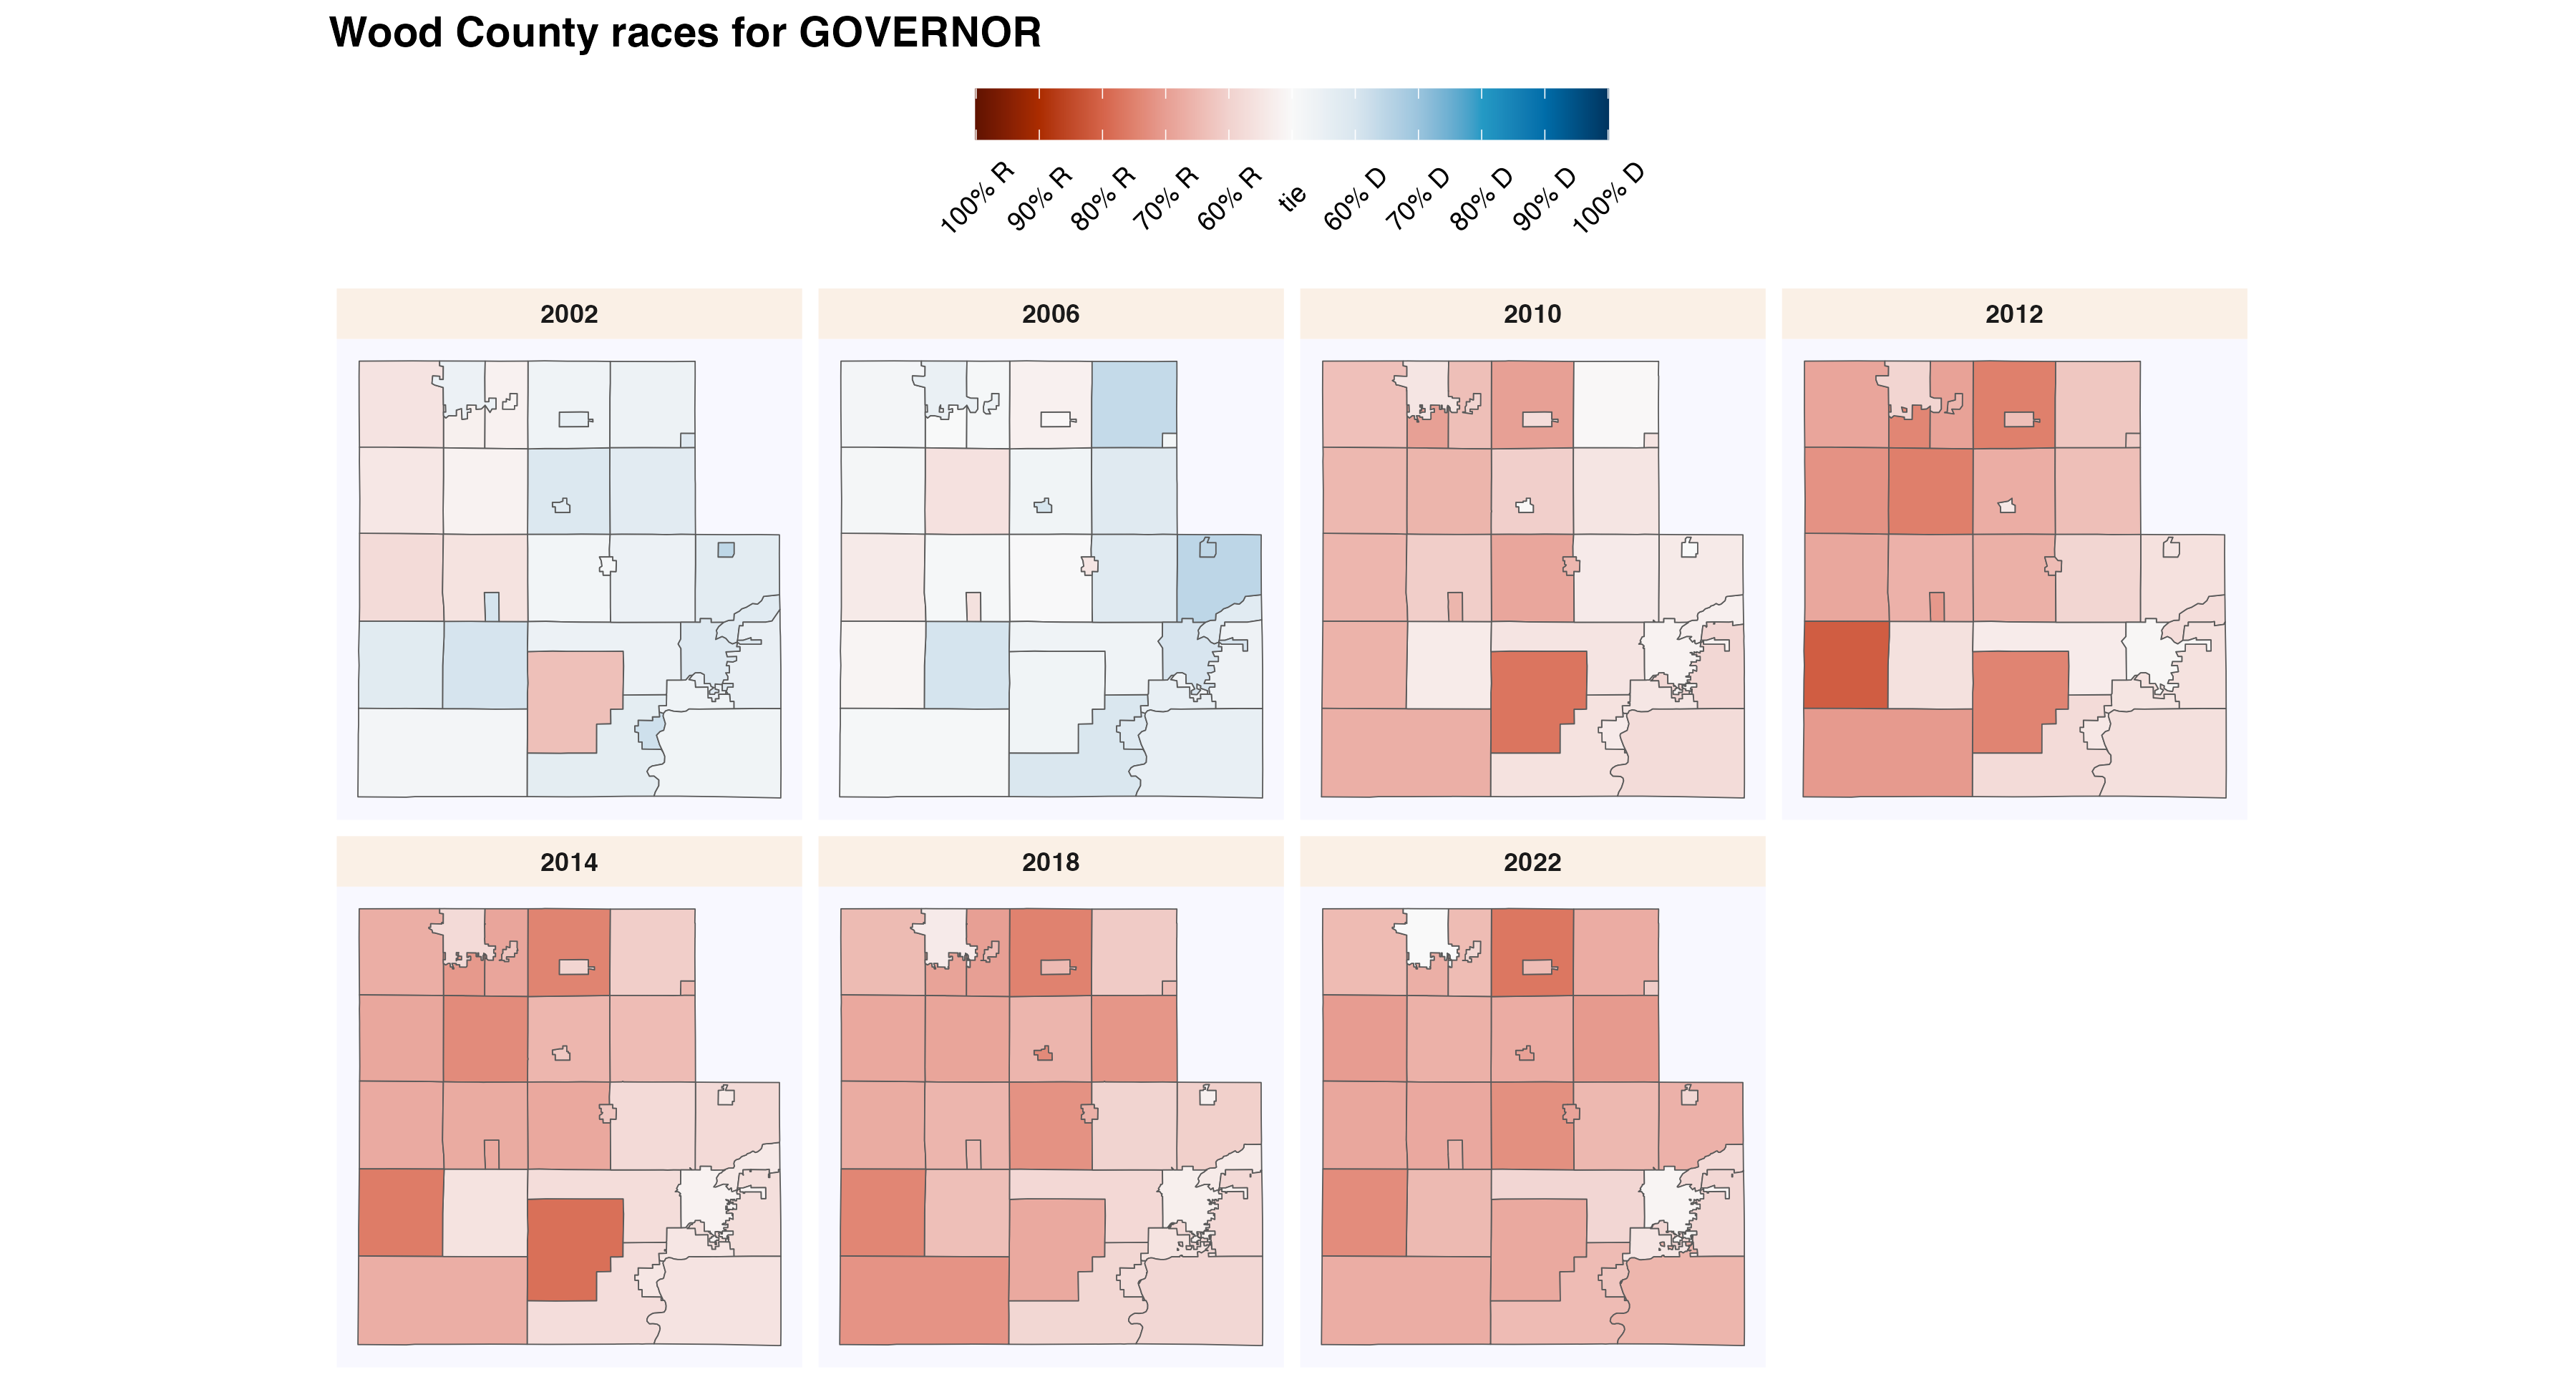 Wood County races for GOVERNOR
100% R
90% R
80% R
70% R
60% R
tie
60% D
70% D
80% D
90% D
100% D
2002
2006
2010
2012
2014
2018
2022